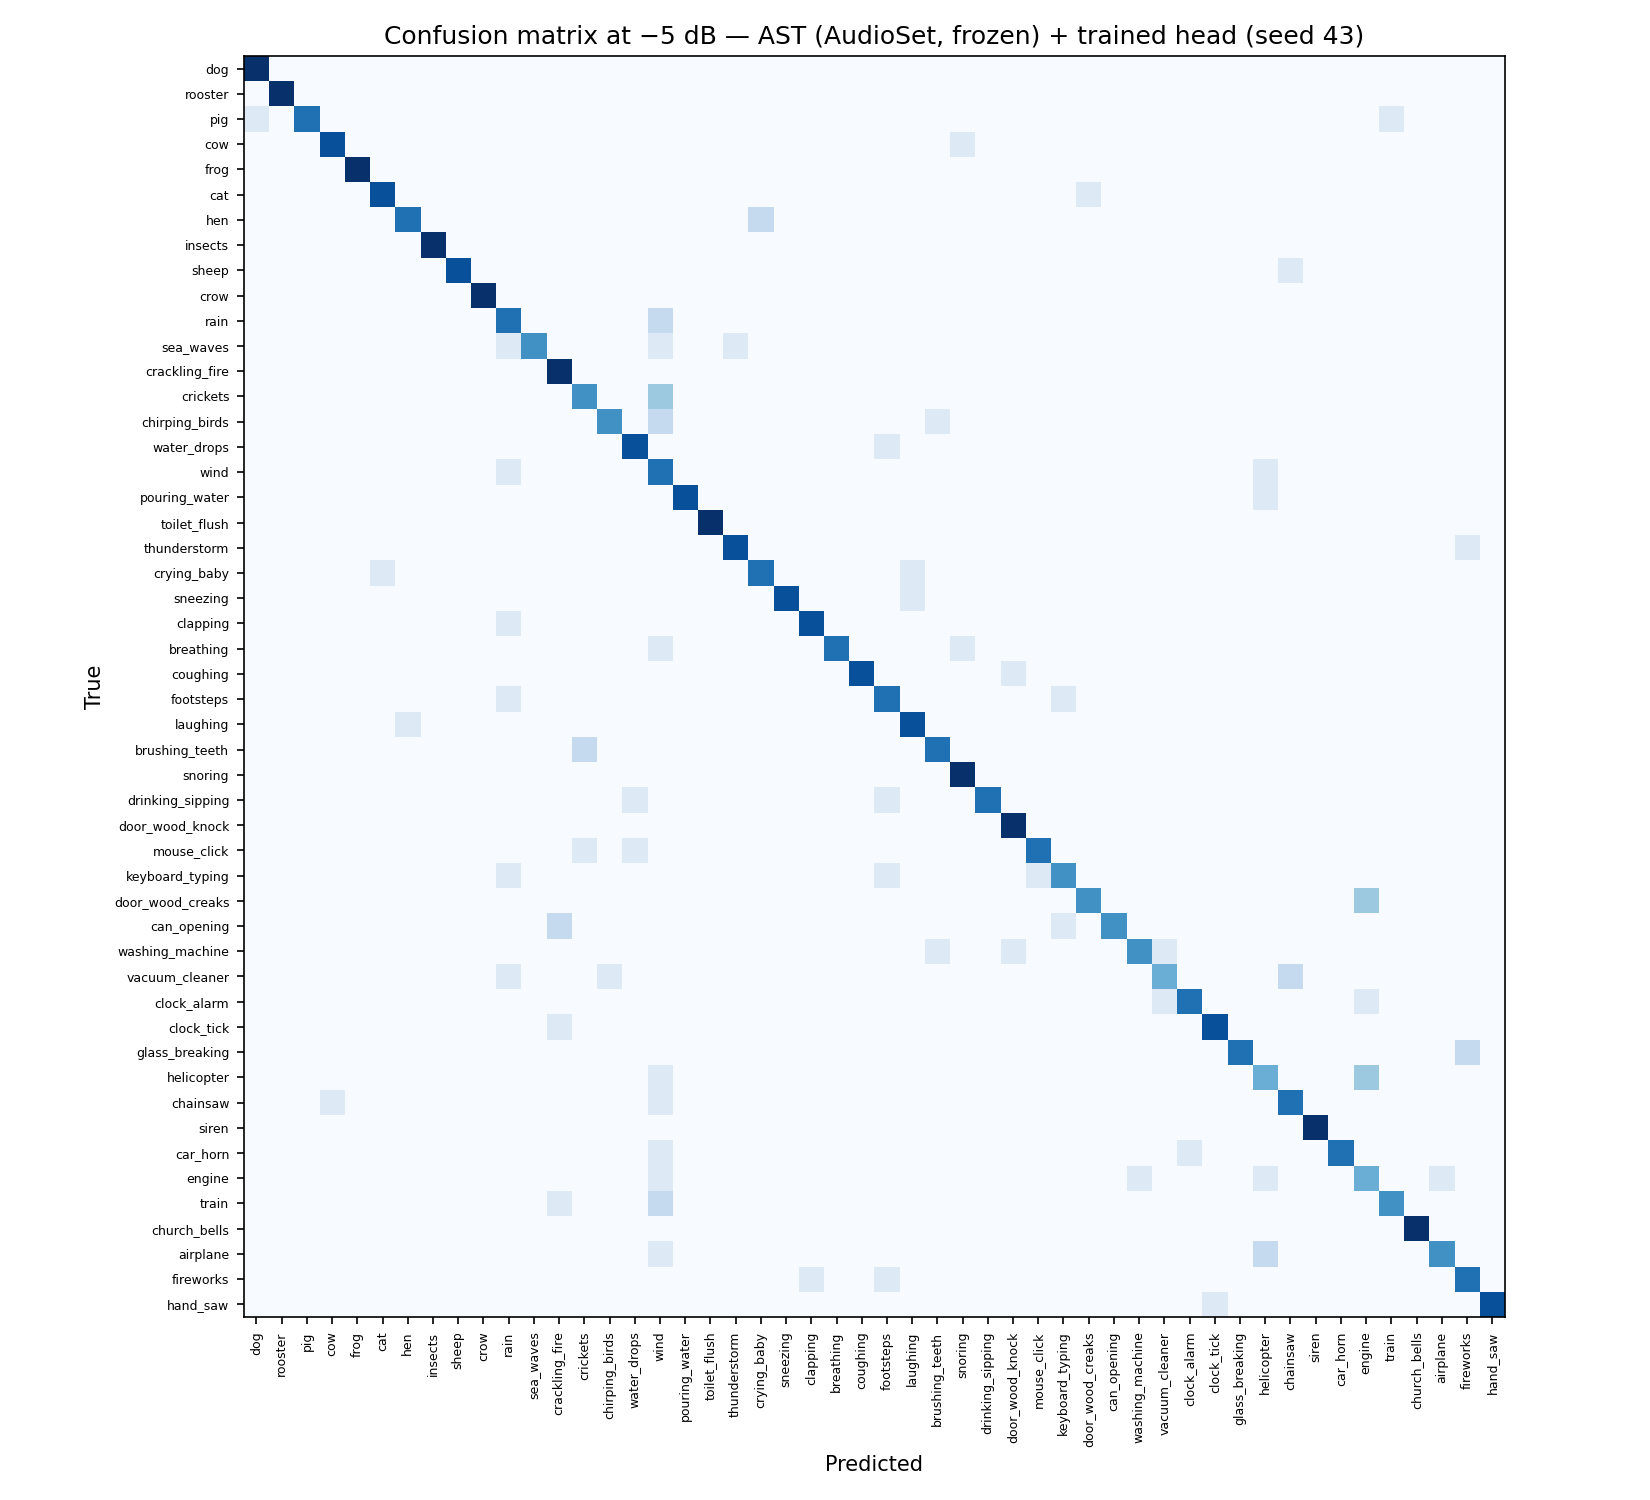 Confusion matrix at −5 dB — AST (AudioSet, frozen) + trained head (seed 43)
dog
rooster
pig
cow
frog
cat
hen
insects
sheep
crow
rain
sea_waves
crackling_fire
crickets
chirping_birds
water_drops
wind
pouring_water
toilet_flush
thunderstorm
crying_baby
sneezing
clapping
breathing
coughing
footsteps
laughing
brushing_teeth
snoring
drinking_sipping
door_wood_knock
mouse_click
keyboard_typing
door_wood_creaks
can_opening
washing_machine
vacuum_cleaner
clock_alarm
clock_tick
glass_breaking
helicopter
chainsaw
siren
car_horn
engine
train
church_bells
airplane
fireworks
hand_saw
True
dog
rooster
pig
cow
frog
cat
hen
insects
sheep
crow
rain
sea_waves
crackling_fire
crickets
chirping_birds
water_drops
wind
pouring_water
toilet_flush
thunderstorm
crying_baby
sneezing
clapping
breathing
coughing
footsteps
laughing
brushing_teeth
snoring
drinking_sipping
door_wood_knock
mouse_click
keyboard_typing
door_wood_creaks
can_opening
washing_machine
vacuum_cleaner
clock_alarm
clock_tick
glass_breaking
helicopter
chainsaw
siren
car_horn
engine
train
church_bells
airplane
fireworks
hand_saw
Predicted